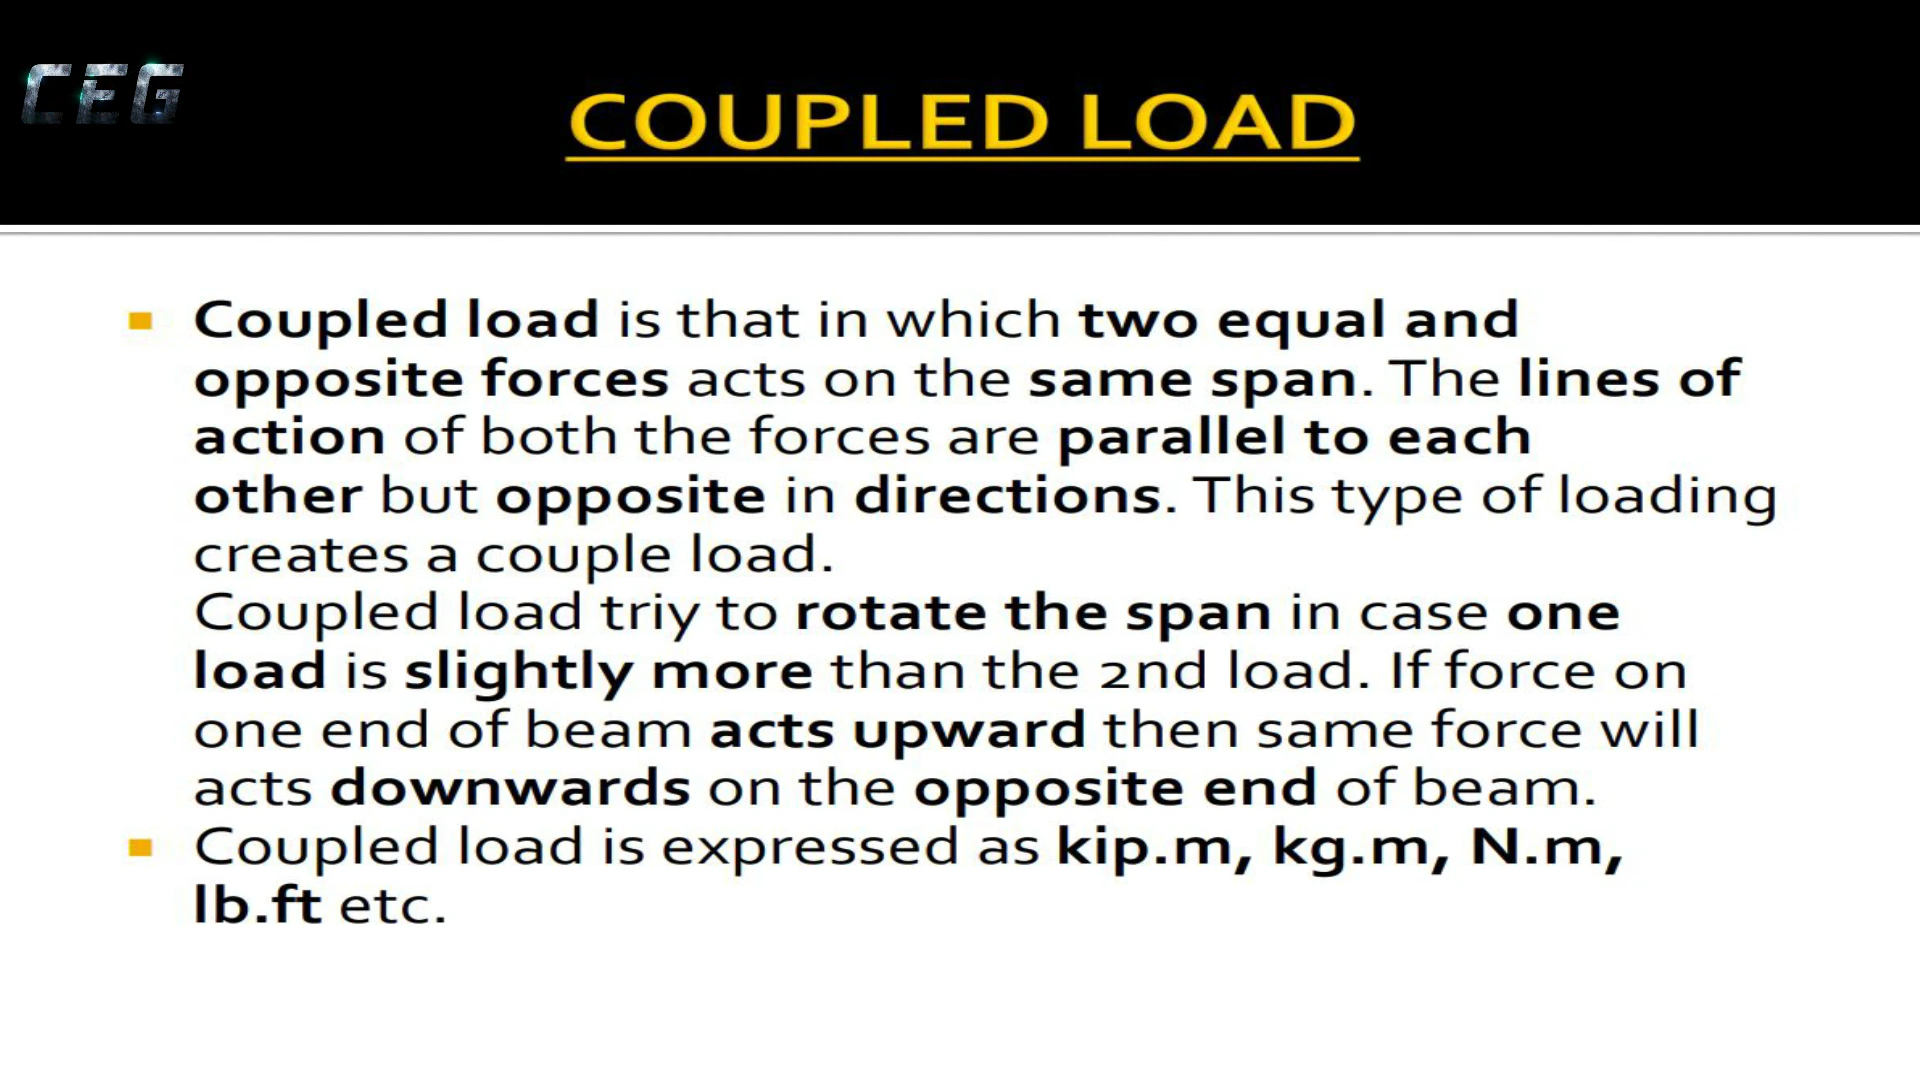 CEG
COUPLED LOAD
Coupled load is that in which two equal and
opposite forces acts on the same span. The lines of
action of both the forces are parallel to each
other but opposite in directions. This type of loading
creates a couple load.
Coupled load triy to rotate the span in case one
load is slightly more than the 2nd load. If force on
one end of beam acts upward then same force will
acts downwards on the opposite end of beam.
Coupled load is expressed as kip.m, kg.m, N.m,
lb.ft etc.